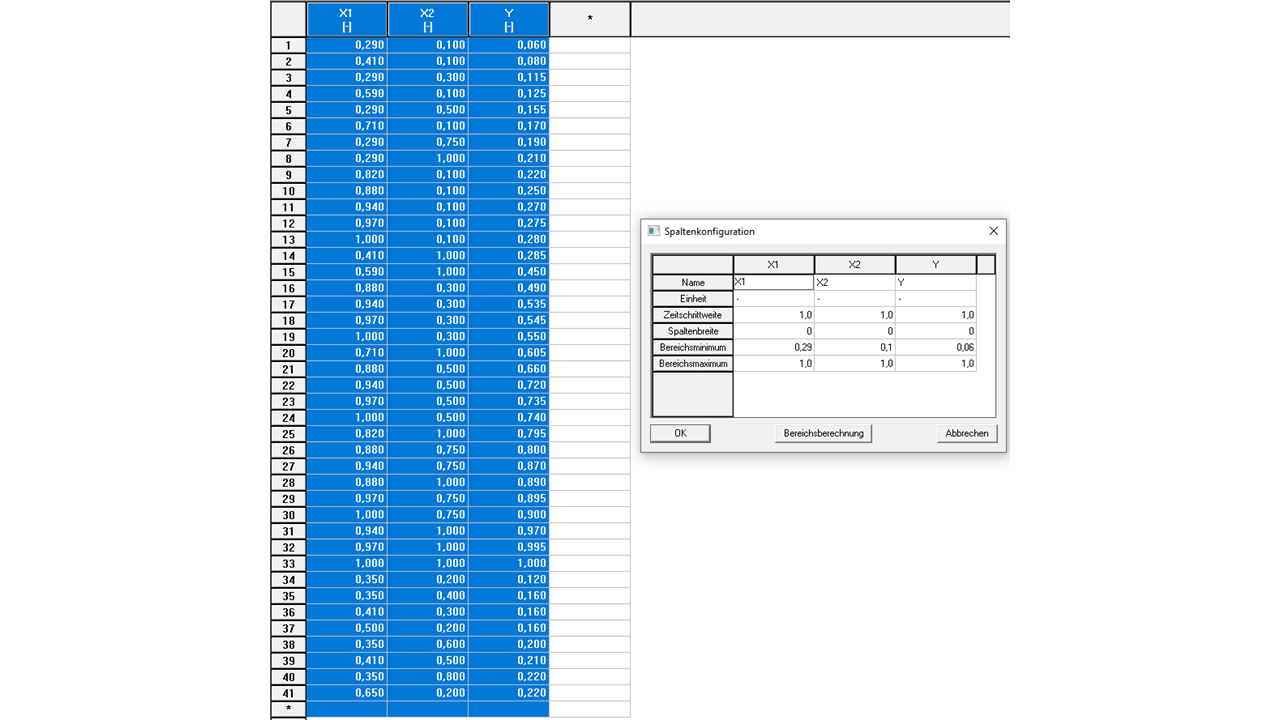 X1 X2 Y *
[-] [-] [-]
1 0,290 0,100 0,060
2 0,410 0,100 0,080
3 0,290 0,300 0,115
4 0,590 0,100 0,125
5 0,290 0,500 0,155
6 0,710 0,100 0,170
7 0,290 0,750 0,190
8 0,290 1,000 0,210
9 0,820 0,100 0,220
10 0,880 0,100 0,250
11 0,940 0,100 0,270
12 0,970 0,100 0,275
13 1,000 0,100 0,280
14 0,410 1,000 0,285
15 0,590 1,000 0,450
16 0,880 0,300 0,490
17 0,940 0,300 0,535
18 0,970 0,300 0,545
19 1,000 0,300 0,550
20 0,710 1,000 0,605
21 0,880 0,500 0,660
22 0,940 0,500 0,720
23 0,970 0,500 0,735
24 1,000 0,500 0,740
25 0,820 1,000 0,795
26 0,880 0,750 0,800
27 0,940 0,750 0,870
28 0,880 1,000 0,890
29 0,970 0,750 0,895
30 1,000 0,750 0,900
31 0,940 1,000 0,970
32 0,970 1,000 0,995
33 1,000 1,000 1,000
34 0,350 0,200 0,120
35 0,350 0,400 0,160
36 0,410 0,300 0,160
37 0,500 0,200 0,160
38 0,350 0,600 0,200
39 0,410 0,500 0,210
40 0,350 0,800 0,220
41 0,650 0,200 0,220
*
Spaltenkonfiguration
X1 X2 Y
Name X1 X2 Y
Einheit - - -
Zeitschrittweite 1,0 1,0 1,0
Spaltenbreite 0 0 0
Bereichsminimum 0,29 0,1 0,06
Bereichsmaximum 1,0 1,0 1,0
OK Bereichsberechnung Abbrechen